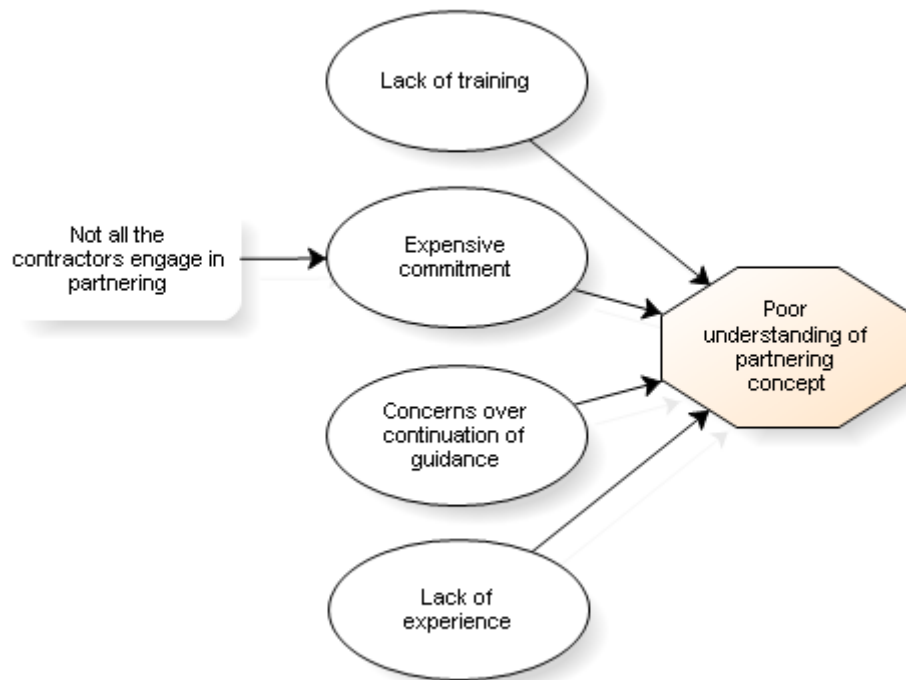 Lack of training
Not all the
contractors engage in
partnering
Expensive
commitment
Poor
understanding of
partnering
concept
Concerns over
continuation of
guidance
Lack of
experience